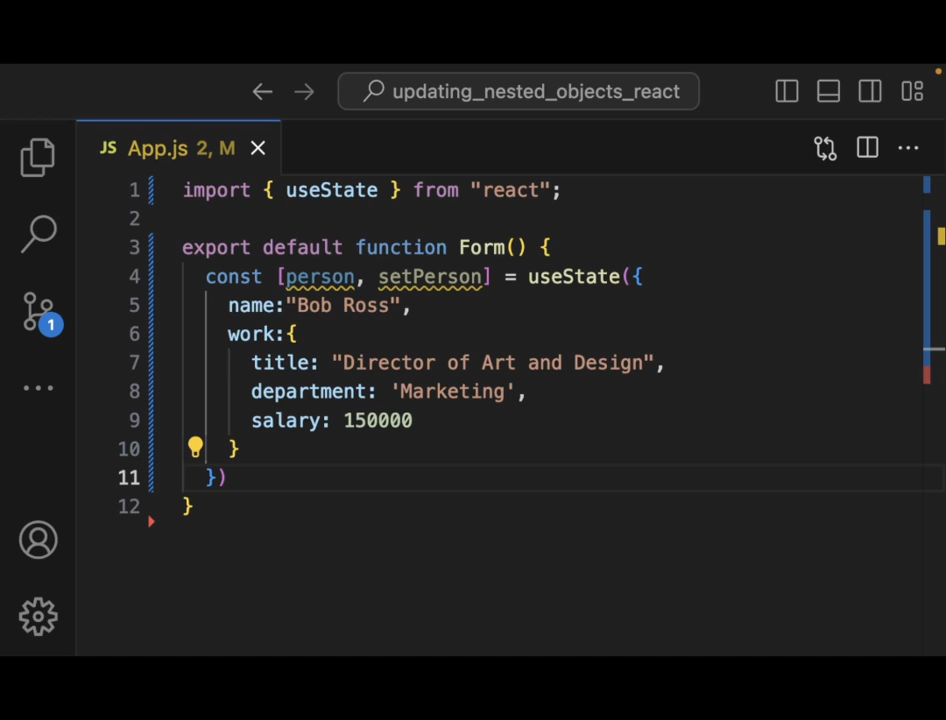 updating_nested_objects_react
JS App.js 2, M
1 import { useState } from "react";
2
3 export default function Form() {
4 const [person, setPerson] = useState({
5 name:"Bob Ross",
6 work:{
7 title: "Director of Art and Design",
8 department: 'Marketing',
9 salary: 150000
10 }
11 })
12 }
1